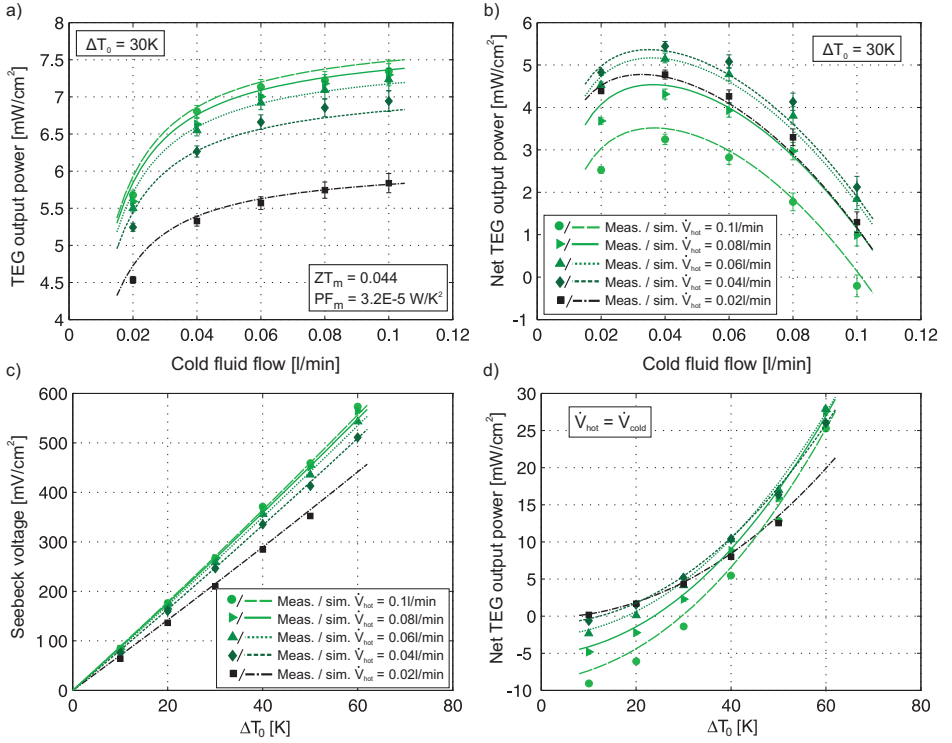 a)
ΔT₀ = 30K
TEG output power [mW/cm²]
8
7.5
7
6.5
6
5.5
5
4.5
4
ZTₘ = 0.044
PFₘ = 3.2E-5 W/K²
0 0.02 0.04 0.06 0.08 0.1 0.12
Cold fluid flow [l/min]
b)
ΔT₀ = 30K
Net TEG output power [mW/cm²]
6
5
4
3
2
1
0
-1
Meas. / sim. V̇hot = 0.1l/min
Meas. / sim. V̇hot = 0.08l/min
Meas. / sim. V̇hot = 0.06l/min
Meas. / sim. V̇hot = 0.04l/min
Meas. / sim. V̇hot = 0.02l/min
0 0.02 0.04 0.06 0.08 0.1 0.12
Cold fluid flow [l/min]
c)
Seebeck voltage [mV/cm²]
600
500
400
300
200
100
0
Meas. / sim. V̇hot = 0.1l/min
Meas. / sim. V̇hot = 0.08l/min
Meas. / sim. V̇hot = 0.06l/min
Meas. / sim. V̇hot = 0.04l/min
Meas. / sim. V̇hot = 0.02l/min
0 20 40 60 80
ΔT₀ [K]
d)
V̇hot = V̇cold
Net TEG output power [mW/cm²]
30
25
20
15
10
5
0
-5
-10
0 20 40 60 80
ΔT₀ [K]